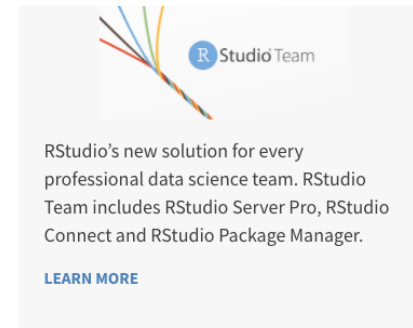 R Studio Team
RStudio's new solution for every
professional data science team. RStudio
Team includes RStudio Server Pro, RStudio
Connect and RStudio Package Manager.
LEARN MORE